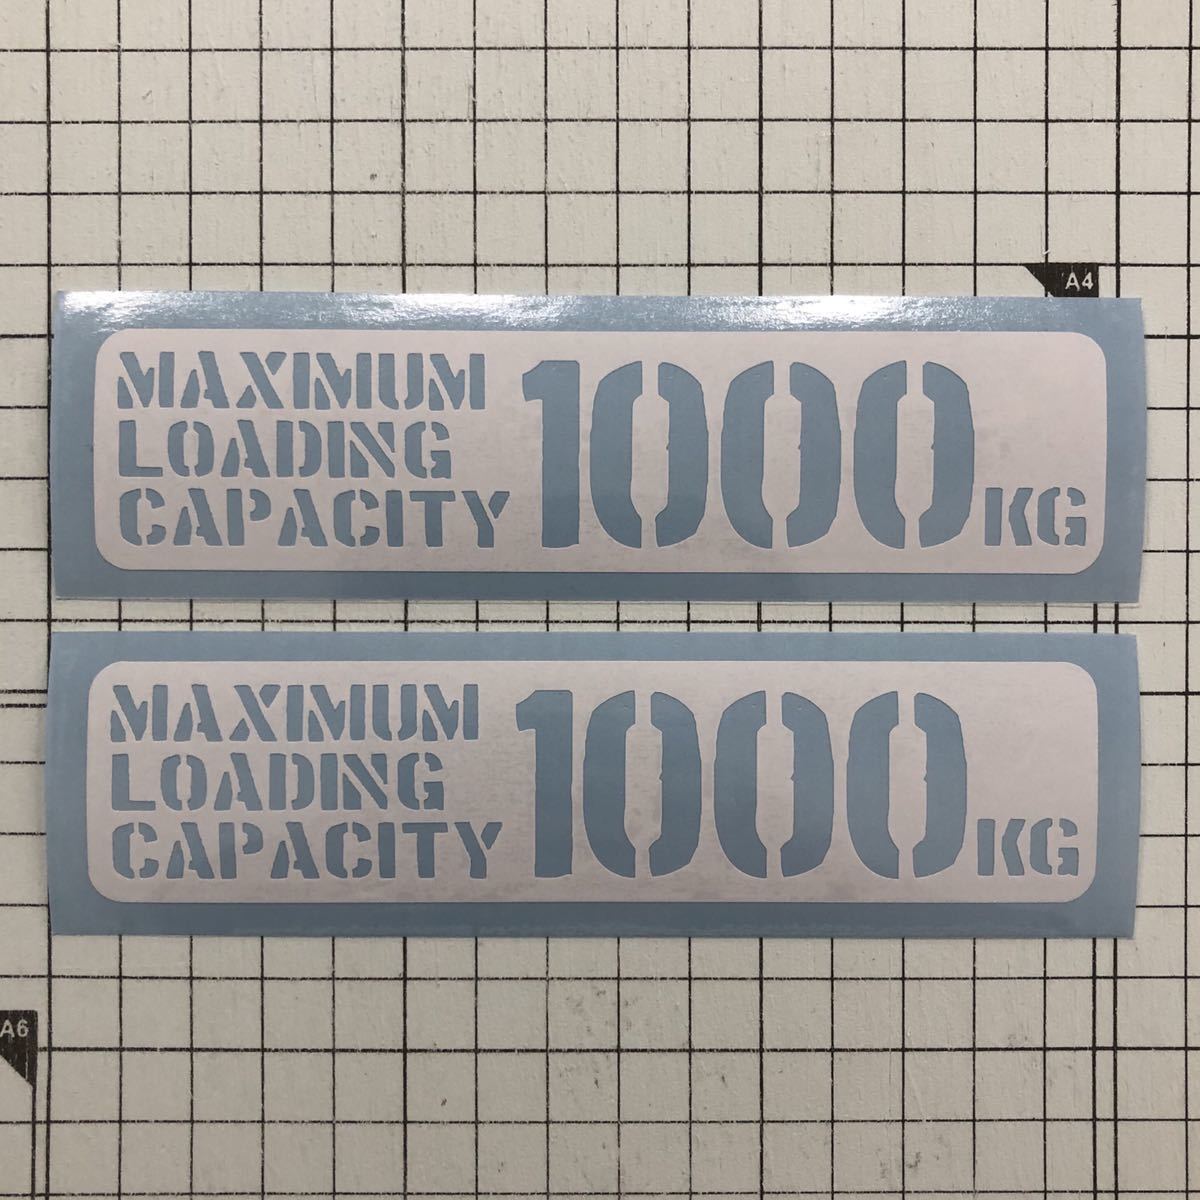 A4
MAXIMUM
LOADING
CAPACITY
1000 KG
MAXIMUM
LOADING
CAPACITY
1000 KG
A6